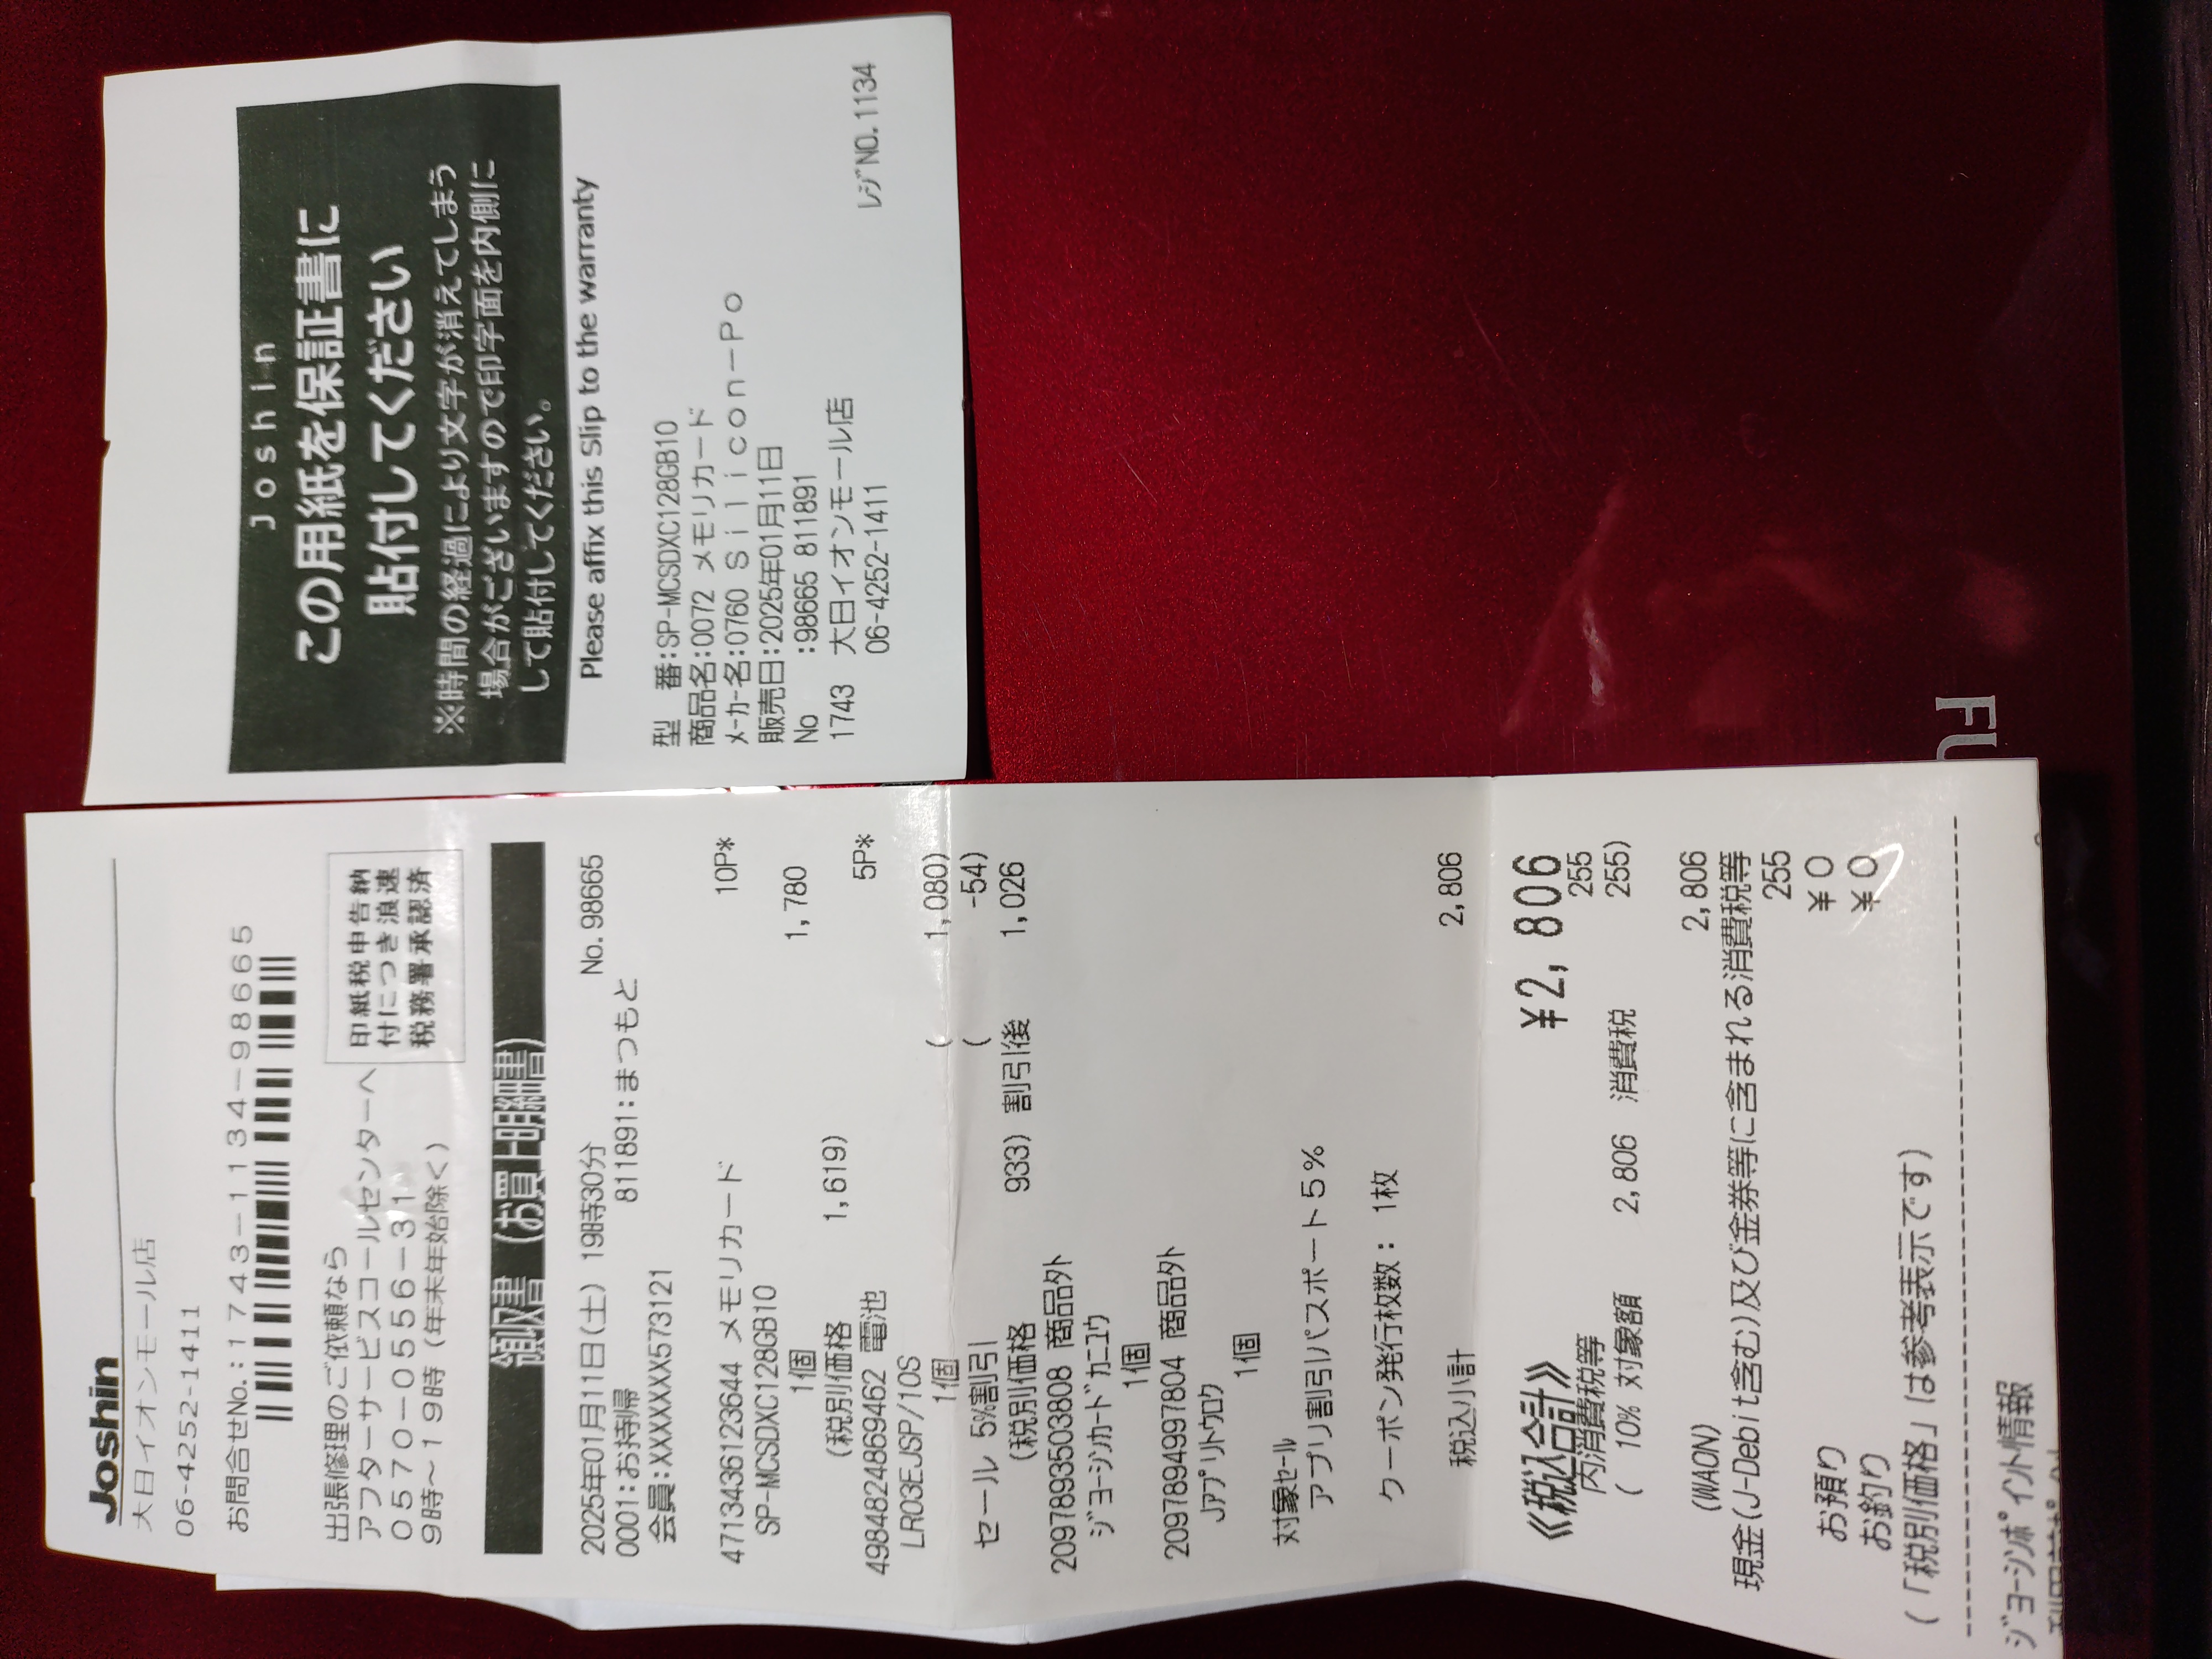 Joshin
大日イオンモール店
06-4252-1411
お問合せNo.:1743-1134-98665
出張修理のご依頼なら
アフターサービスコールセンターへ
0570-0556-31
9時～19時(年末年始除く)
印紙税申告納
付につき浪速
税務署承認済
領収書(お買上明細書)
2025年01月11日(土) 19時30分 No.98665
0001:お持帰 811891:まつもと
会員:XXXXXXX573121
4713436123644 メモリカード 10P*
SP-MCSDXC128GB10
1個 1,780
(税別価格 1,619)
4984824869462 電池 5P*
LR03EJSP/10S
1個 ( 1,080)
セール 5%割引 ( -54)
(税別価格 933) 割引後 1,026
2097893503808 商品外
ジョーシンカードカニュウ
1個
2097894997804 商品外
Jアプリトウロク
1個
対象セール
アプリ割引パスポート5%
クーポン発行枚数: 1枚
税込小計 2,806
《税込合計》 ¥2,806
内消費税等 255
( 10% 対象額 2,806 消費税 255)
(WAON) 2,806
現金(J-Debit含む)及び金券等に含まれる消費税等
255
お預り ¥0
お釣り ¥0
(「税別価格」は参考表示です)
ジョーシンポイント情報
Joshin
この用紙を保証書に
貼付してください
※時間の経過により文字が消えてしまう
場合がございますので印字面を内側に
して貼付してください。
Please affix this Slip to the warranty
型 番:SP-MCSDXC128GB10
商品名:0072 メモリカード
メーカー名:0760 Silicon-Po
販売日:2025年01月11日
No :98665 811891
1743 大日イオンモール店
06-4252-1411 レジNO.1134
FU